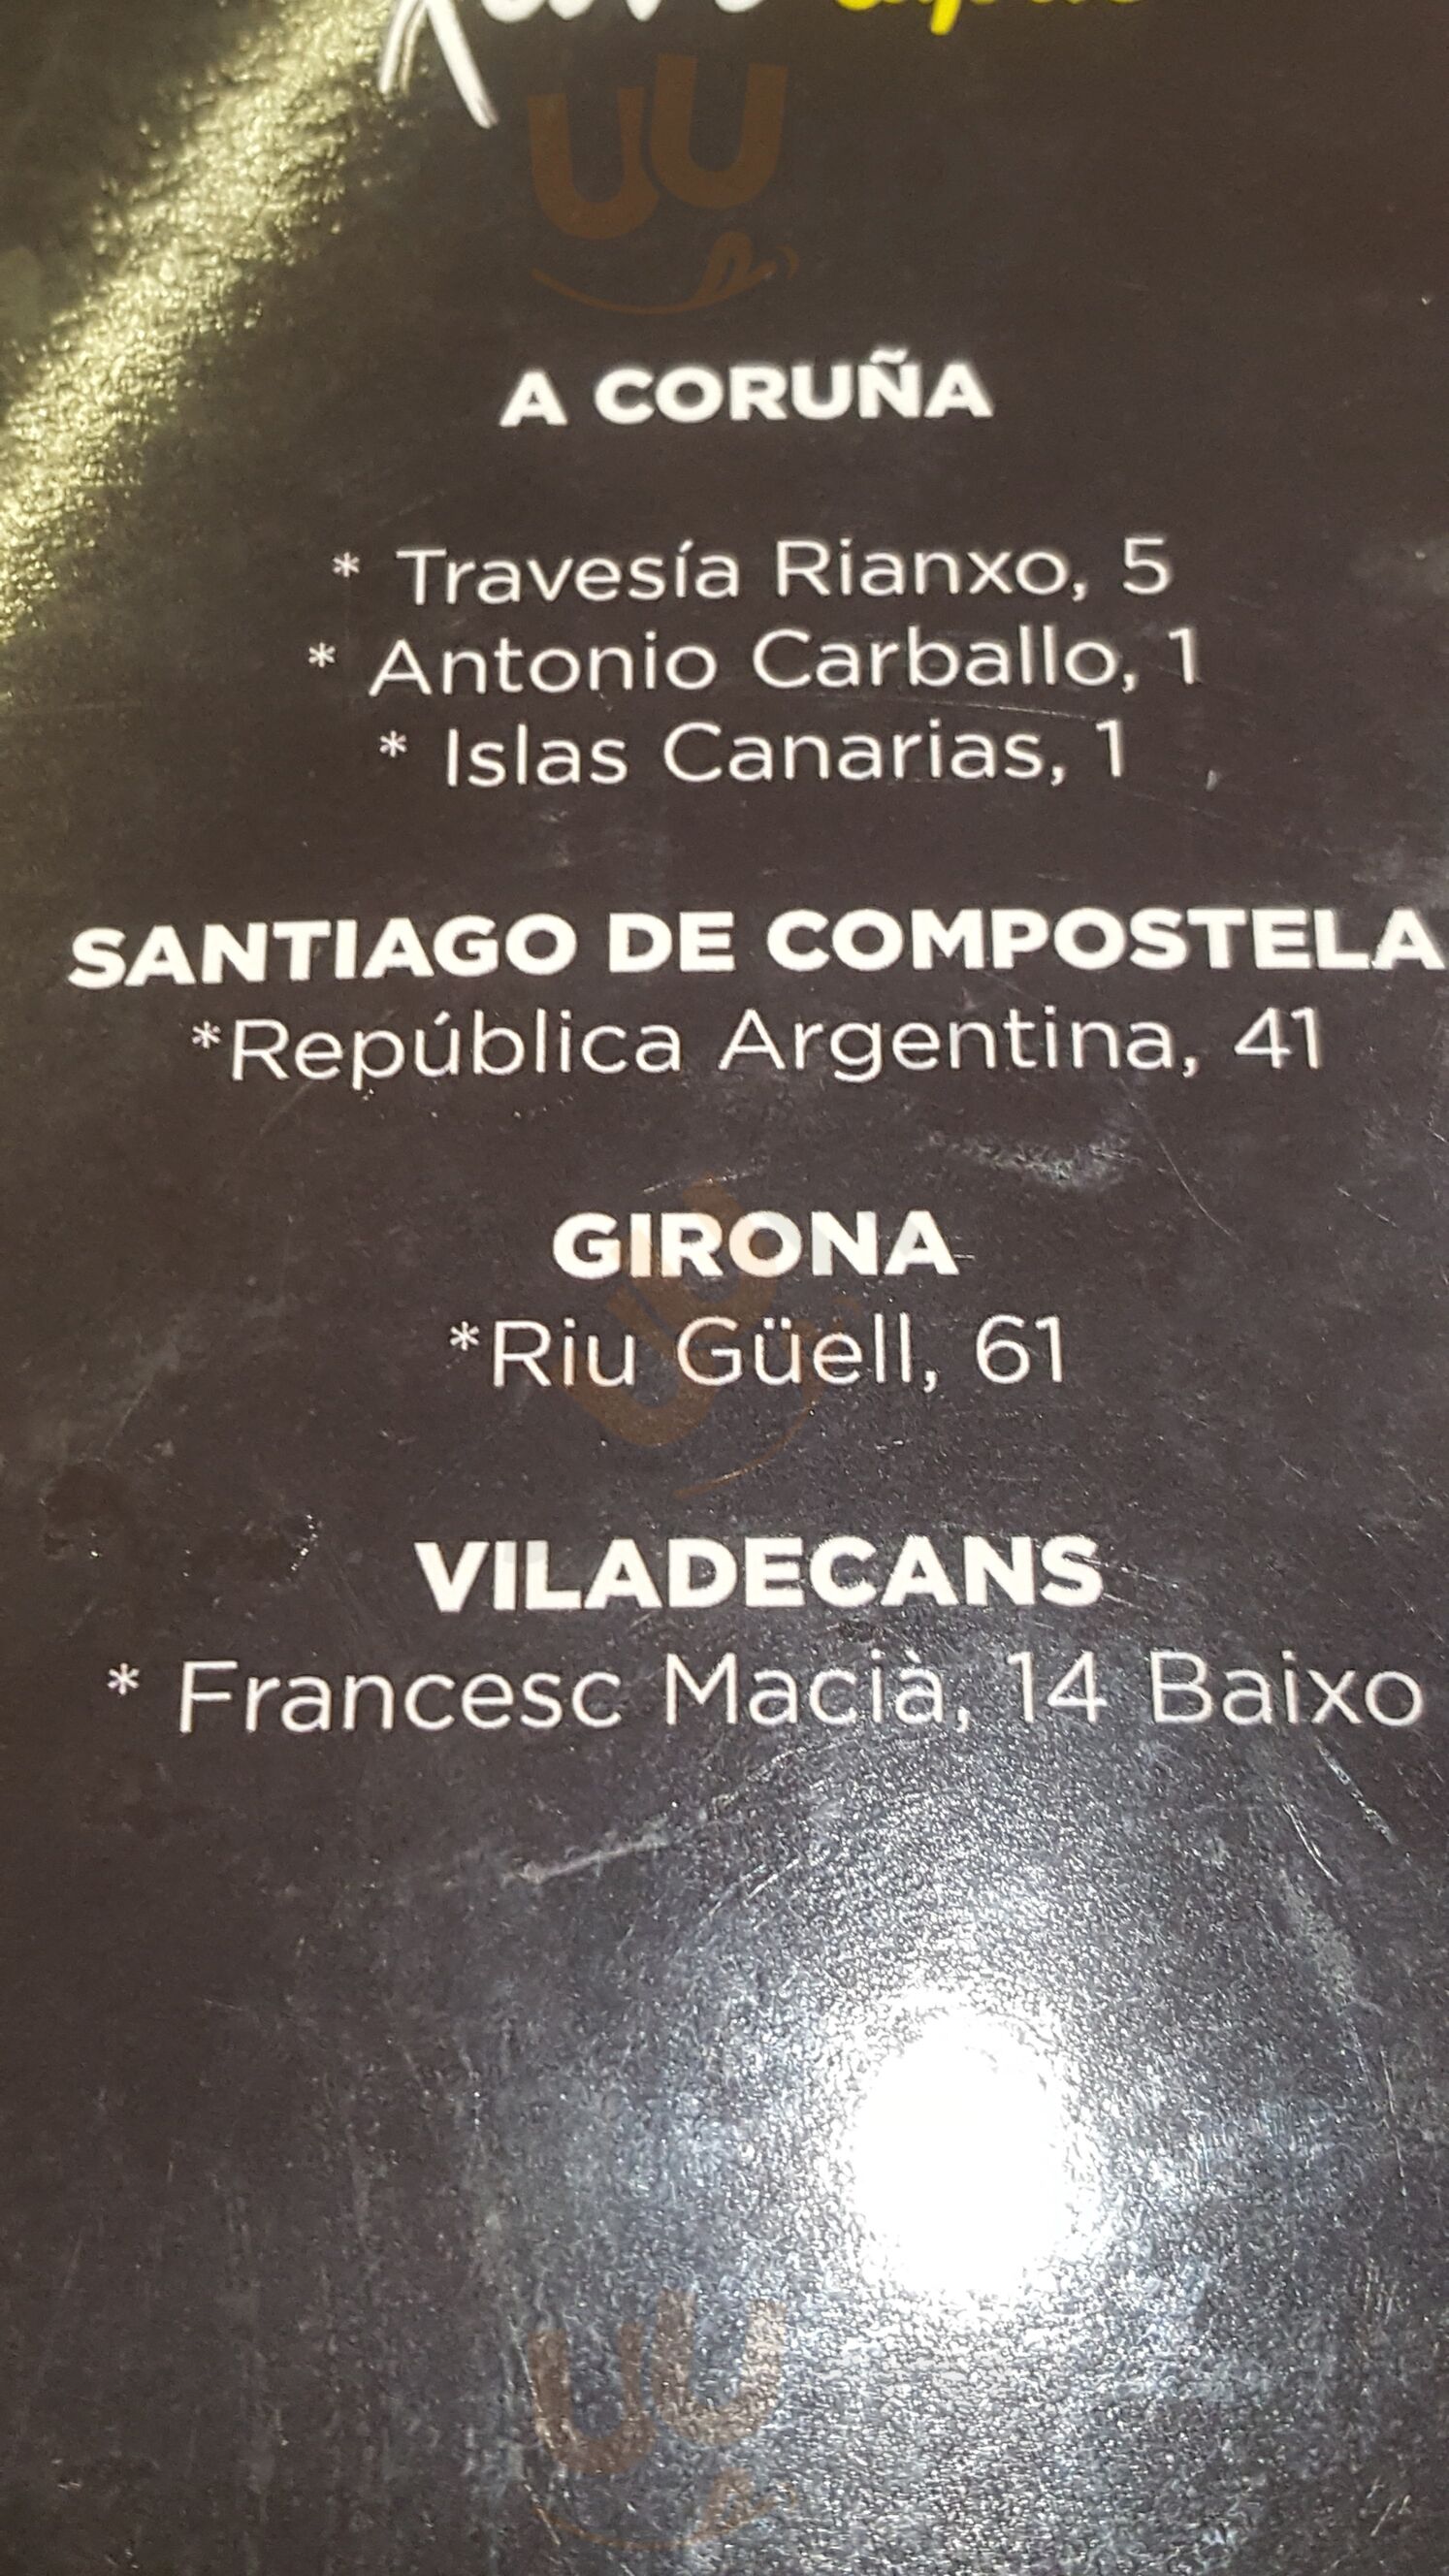 A CORUÑA
* Travesía Rianxo, 5
* Antonio Carballo, 1
* Islas Canarias, 1
SANTIAGO DE COMPOSTELA
*República Argentina, 41
GIRONA
*Riu Güell, 61
VILADECANS
* Francesc Macià, 14 Baixo